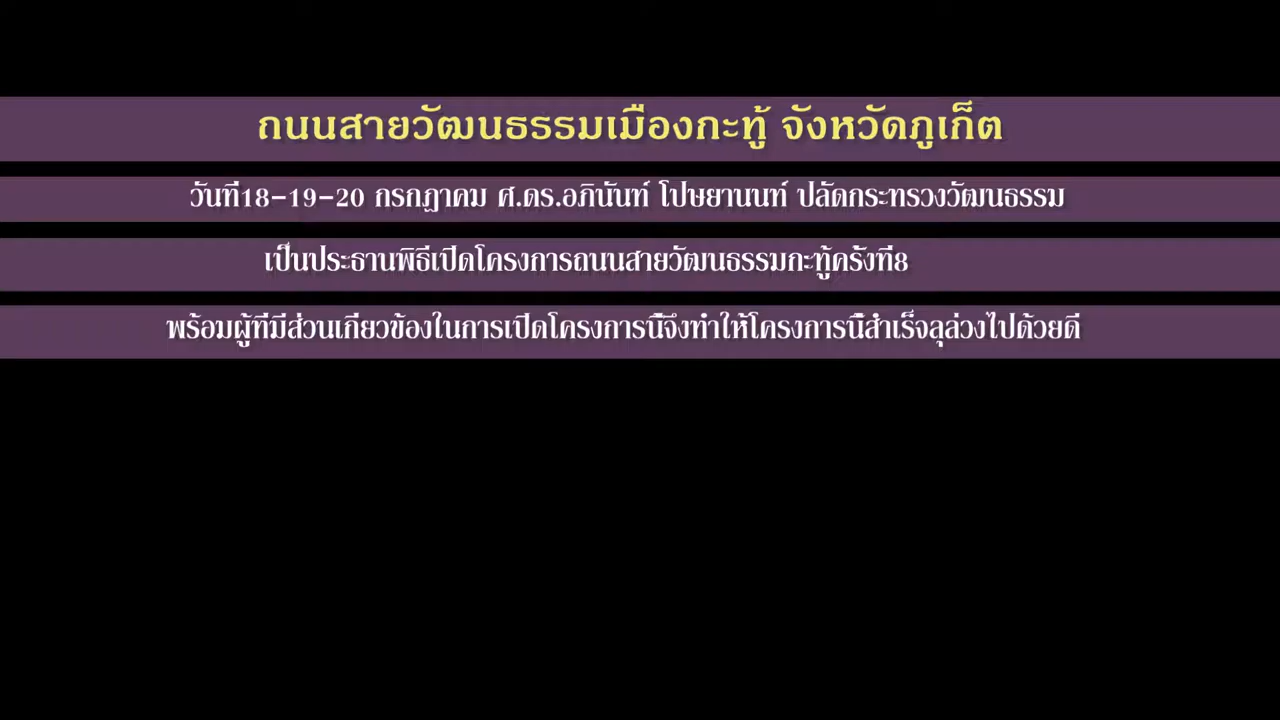 ถนนสายวัฒนธรรมเมืองกะทู้ จังหวัดภูเก็ต
วันที่18-19-20 กรกฎาคม ศ.ดร.อภินันท์ โปษยานนท์ ปลัดกระทรวงวัฒนธรรม
เป็นประธานพิธีเปิดโครงการถนนสายวัฒนธรรมกะทู้ครั้งที่8
พร้อมผู้ที่มีส่วนเกี่ยวข้องในการเปิดโครงการนี้จึงทำให้โครงการนี้สำเร็จลุล่วงไปด้วยดี